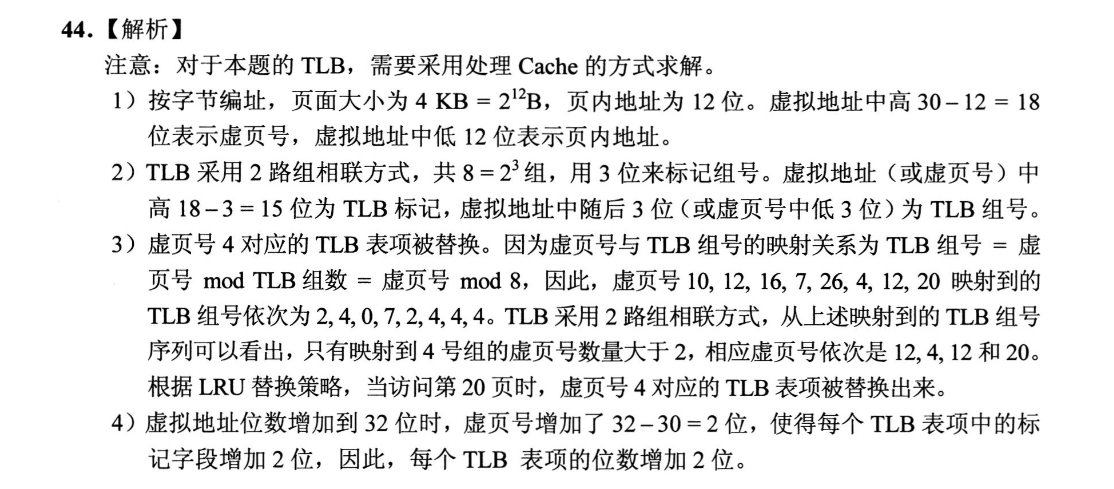 44.【解析】
注意：对于本题的 TLB，需要采用处理 Cache 的方式求解。
1）按字节编址，页面大小为 4 KB = 2¹²B，页内地址为 12 位。虚拟地址中高 30 – 12 = 18
位表示虚页号，虚拟地址中低 12 位表示页内地址。
2）TLB 采用 2 路组相联方式，共 8 = 2³ 组，用 3 位来标记组号。虚拟地址（或虚页号）中
高 18 – 3 = 15 位为 TLB 标记，虚拟地址中随后 3 位（或虚页号中低 3 位）为 TLB 组号。
3）虚页号 4 对应的 TLB 表项被替换。因为虚页号与 TLB 组号的映射关系为 TLB 组号 = 虚
页号 mod TLB 组数 = 虚页号 mod 8，因此，虚页号 10, 12, 16, 7, 26, 4, 12, 20 映射到的
TLB 组号依次为 2, 4, 0, 7, 2, 4, 4, 4。TLB 采用 2 路组相联方式，从上述映射到的 TLB 组号
序列可以看出，只有映射到 4 号组的虚页号数量大于 2，相应虚页号依次是 12, 4, 12 和 20。
根据 LRU 替换策略，当访问第 20 页时，虚页号 4 对应的 TLB 表项被替换出来。
4）虚拟地址位数增加到 32 位时，虚页号增加了 32 – 30 = 2 位，使得每个 TLB 表项中的标
记字段增加 2 位，因此，每个 TLB 表项的位数增加 2 位。